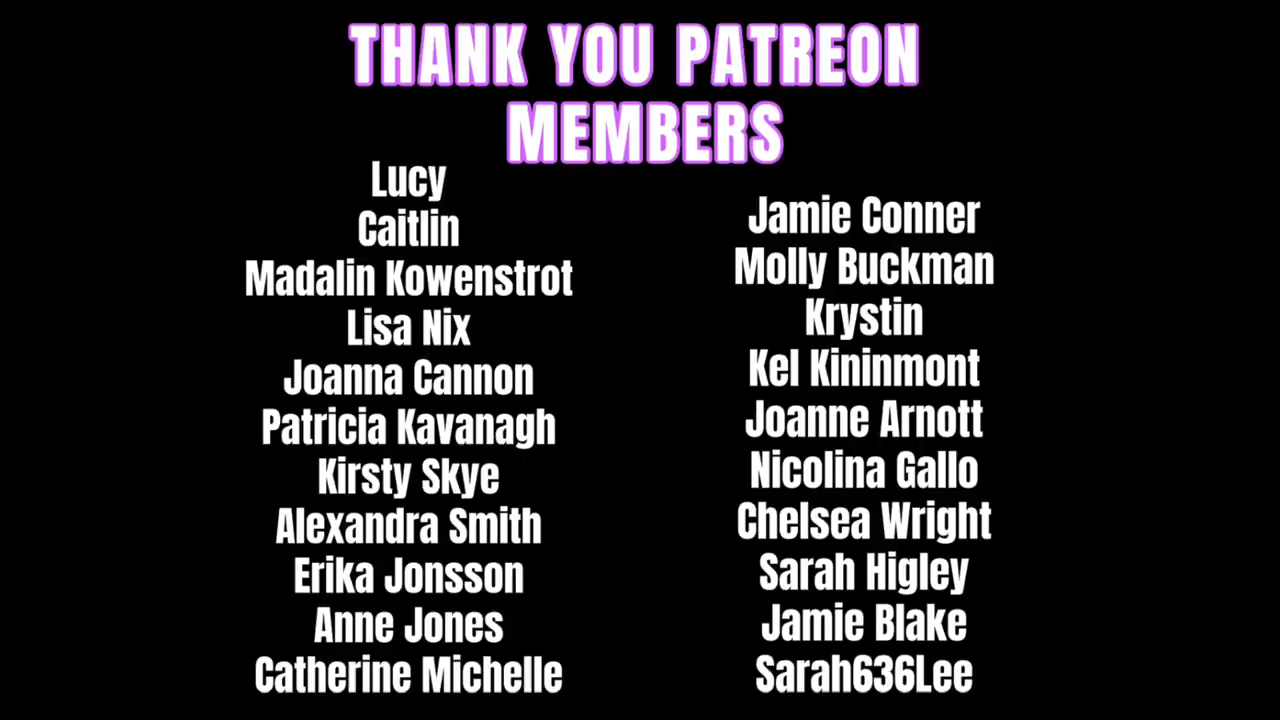 THANK YOU PATREON
MEMBERS
Lucy
Caitlin
Madalin Kowenstrot
Lisa Nix
Joanna Cannon
Patricia Kavanagh
Kirsty Skye
Alexandra Smith
Erika Jonsson
Anne Jones
Catherine Michelle
Jamie Conner
Molly Buckman
Krystin
Kel Kininmont
Joanne Arnott
Nicolina Gallo
Chelsea Wright
Sarah Higley
Jamie Blake
Sarah636Lee